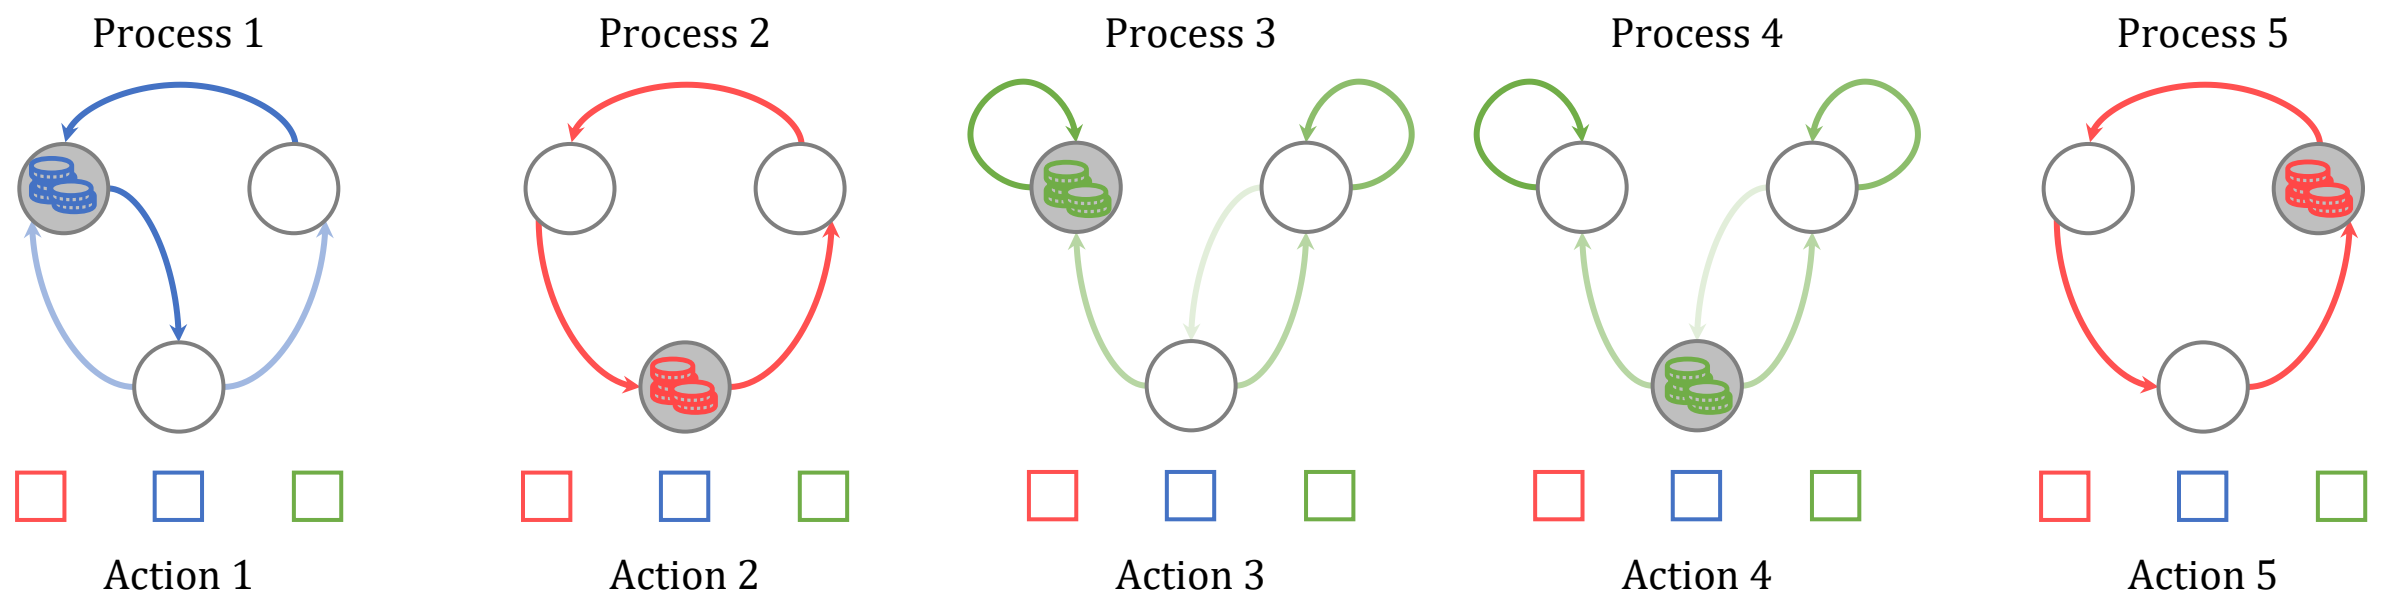 Process 1
Process 2
Process 3
Process 4
Process 5
Action 1
Action 2
Action 3
Action 4
Action 5